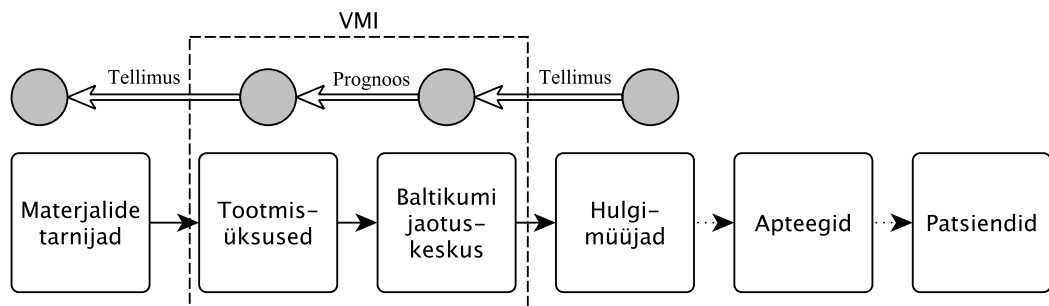 VMI
Tellimus
Prognoos
Tellimus
Materjalide
tarnijad
Tootmis-
üksused
Baltikumi
jaotus-
keskus
Hulgi-
müüjad
Apteegid
Patsiendid